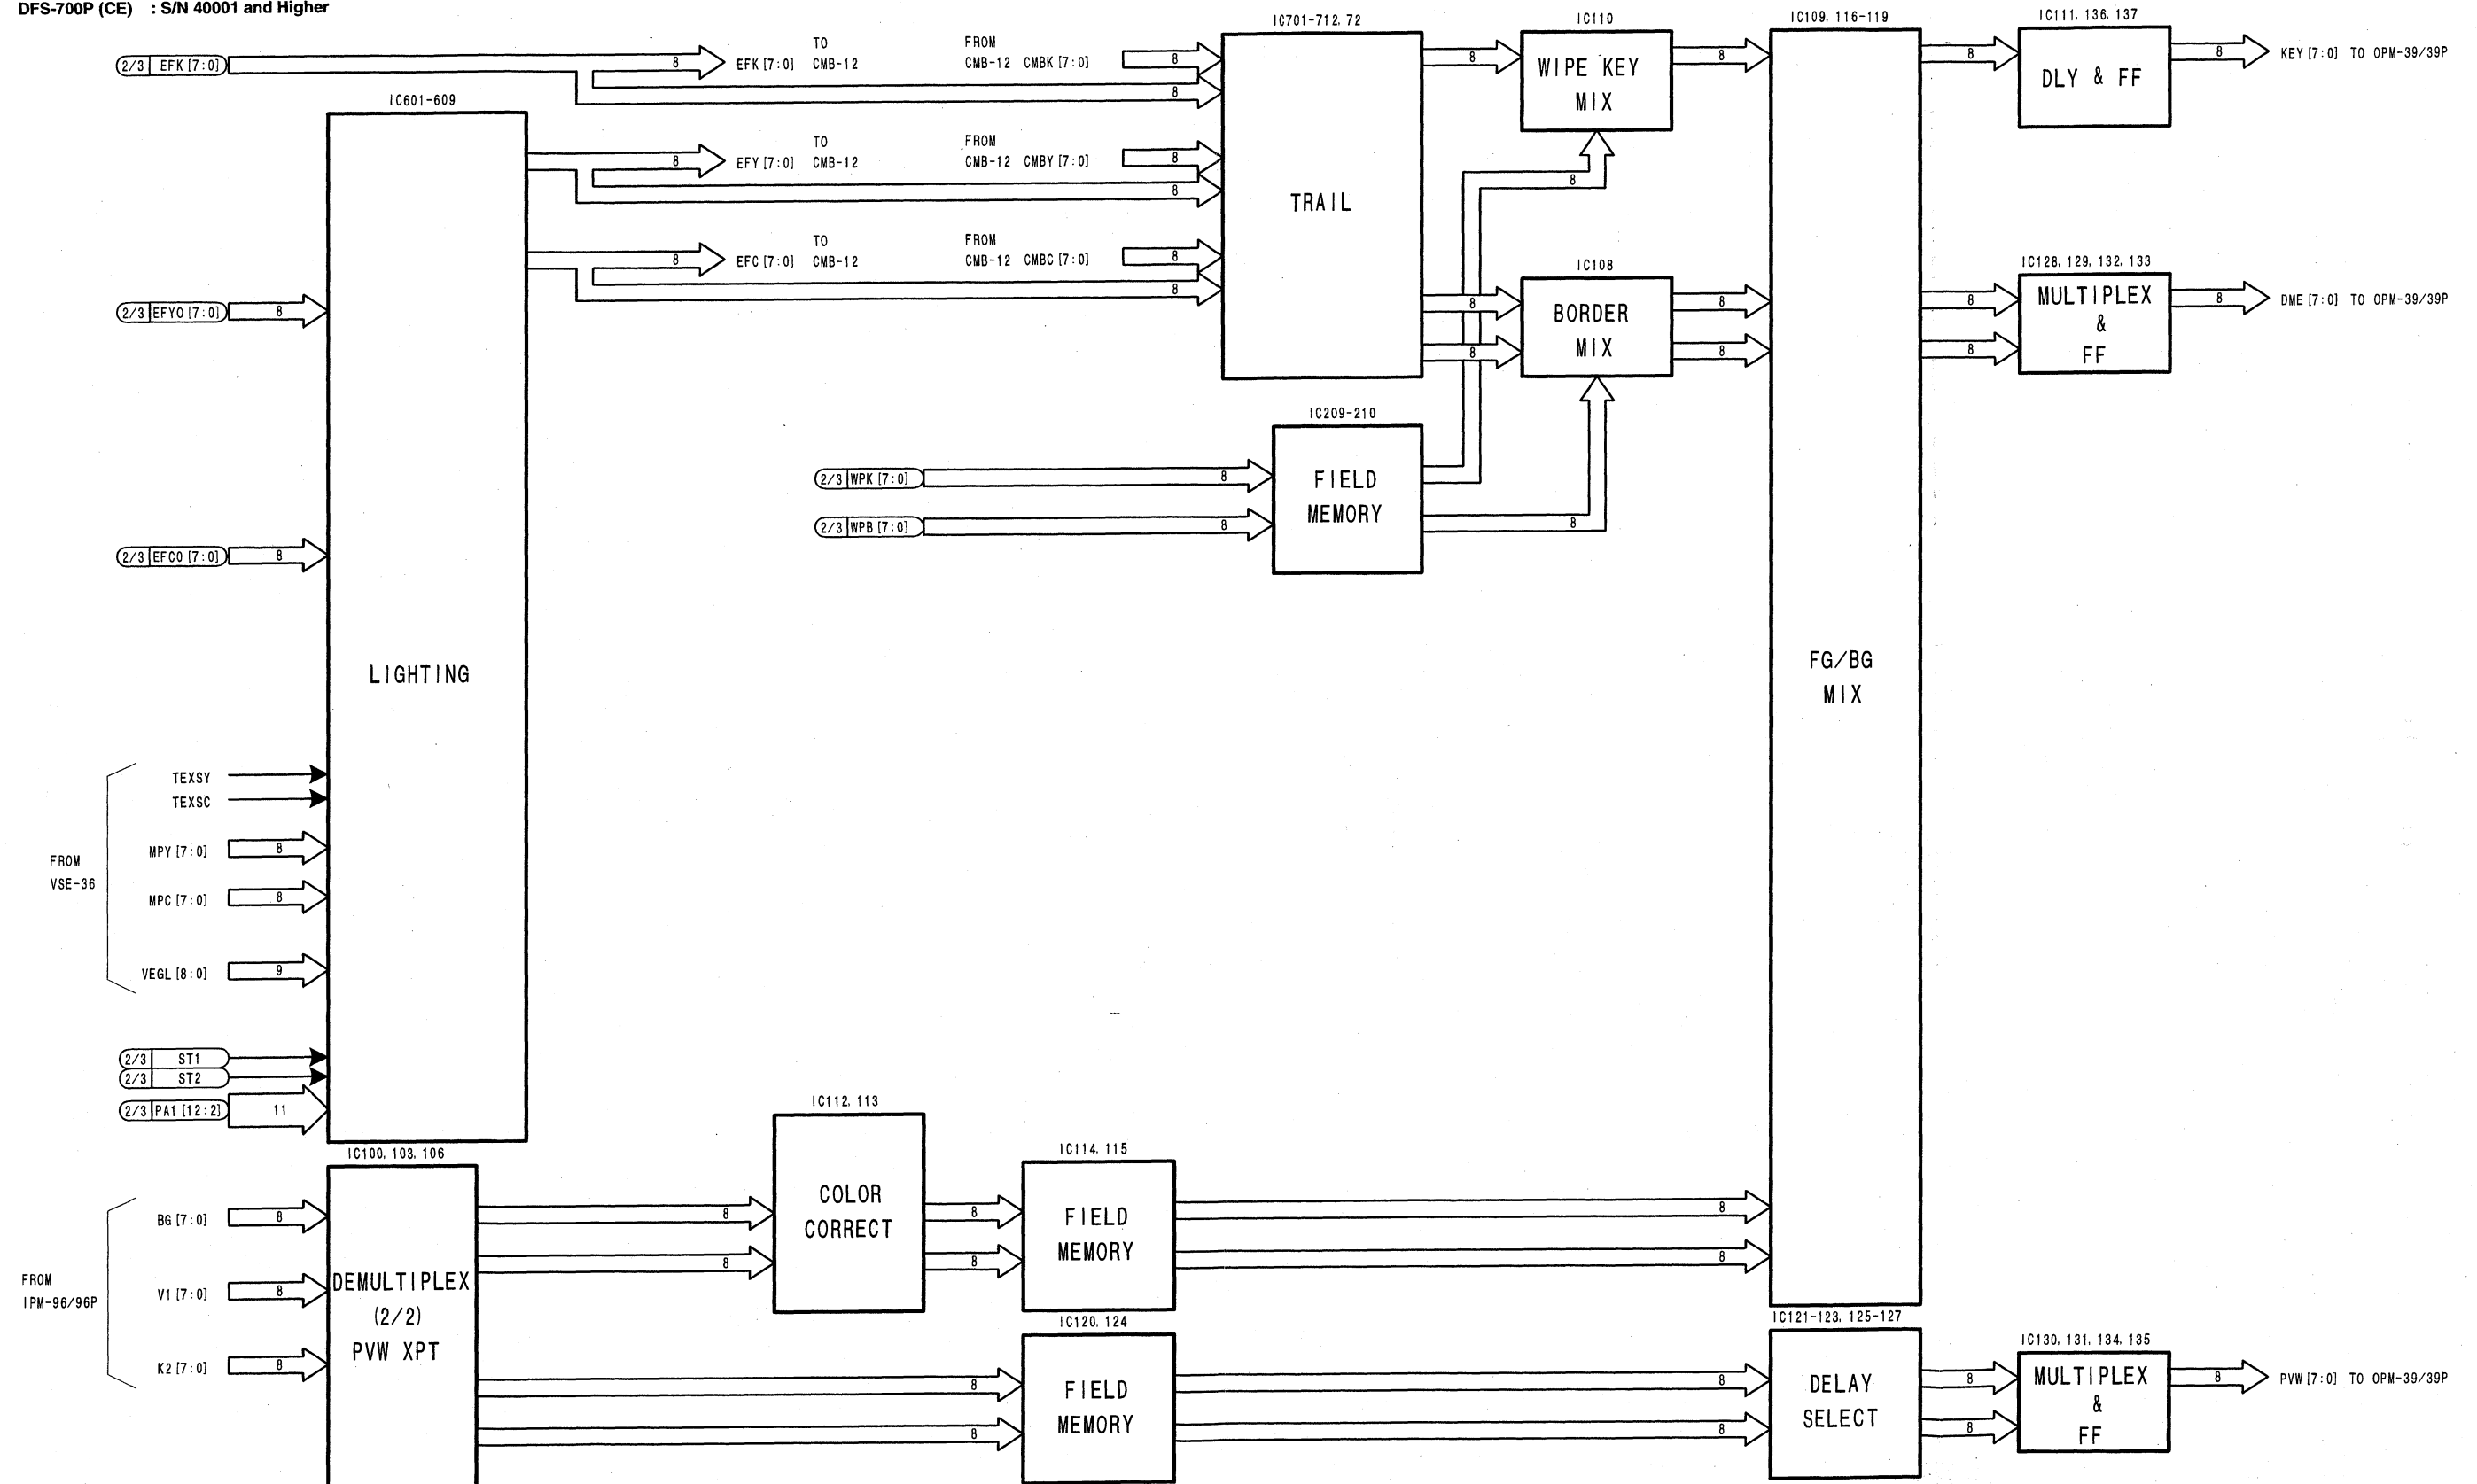 DFS-700P (CE) : S/N 40001 and Higher
2/3 EFK [7:0]
8
EFK [7:0]
TO
CMB-12
FROM
CMB-12 CMBK [7:0]
8
8
IC601-609
LIGHTING
8
EFY [7:0]
TO
CMB-12
FROM
CMB-12 CMBY [7:0]
8
8
8
EFC [7:0]
TO
CMB-12
FROM
CMB-12 CMBC [7:0]
8
8
2/3 EFYO [7:0]
8
2/3 EFCO [7:0]
8
TEXSY
TEXSC
MPY [7:0]
8
MPC [7:0]
8
VEGL [8:0]
9
FROM
VSE-36
2/3 ST1
2/3 ST2
2/3 PA1 [12:2]
11
IC701-712, 72
TRAIL
8
8
8
IC110
WIPE KEY
MIX
8
8
IC108
BORDER
MIX
8
8
IC209-210
FIELD
MEMORY
2/3 WPK [7:0]
8
2/3 WPB [7:0]
8
8
IC109, 116-119
FG/BG
MIX
8
8
8
IC111, 136, 137
DLY & FF
8
KEY [7:0] TO OPM-39/39P
IC128, 129, 132, 133
MULTIPLEX
&
FF
8
DME [7:0] TO OPM-39/39P
IC100, 103, 106
DEMULTIPLEX
(2/2)
PVW XPT
FROM
IPM-96/96P
BG [7:0]
8
V1 [7:0]
8
K2 [7:0]
8
8
8
IC112, 113
COLOR
CORRECT
8
8
IC114, 115
FIELD
MEMORY
8
8
8
8
IC120, 124
FIELD
MEMORY
8
8
IC121-123, 125-127
DELAY
SELECT
8
8
IC130, 131, 134, 135
MULTIPLEX
&
FF
8
PVW [7:0] TO OPM-39/39P